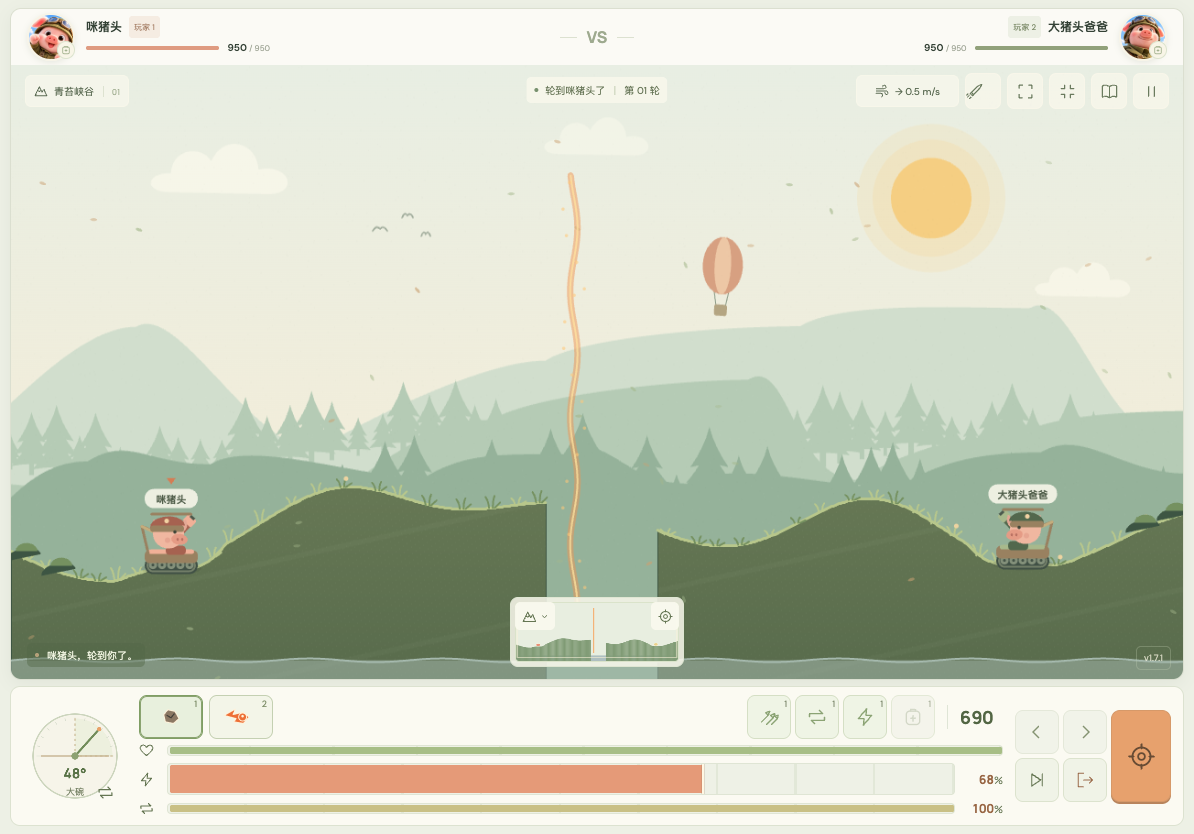 咪猪头 玩家 1
950 / 950
VS
玩家 2 大猪头爸爸
950 / 950
青苔峡谷 01
轮到咪猪头了 第 01 轮
→ 0.5 m/s
咪猪头
大猪头爸爸
咪猪头，轮到你了。
v1.7.1
1
2
1
1
1
1
690
48°
大碗
68%
100%